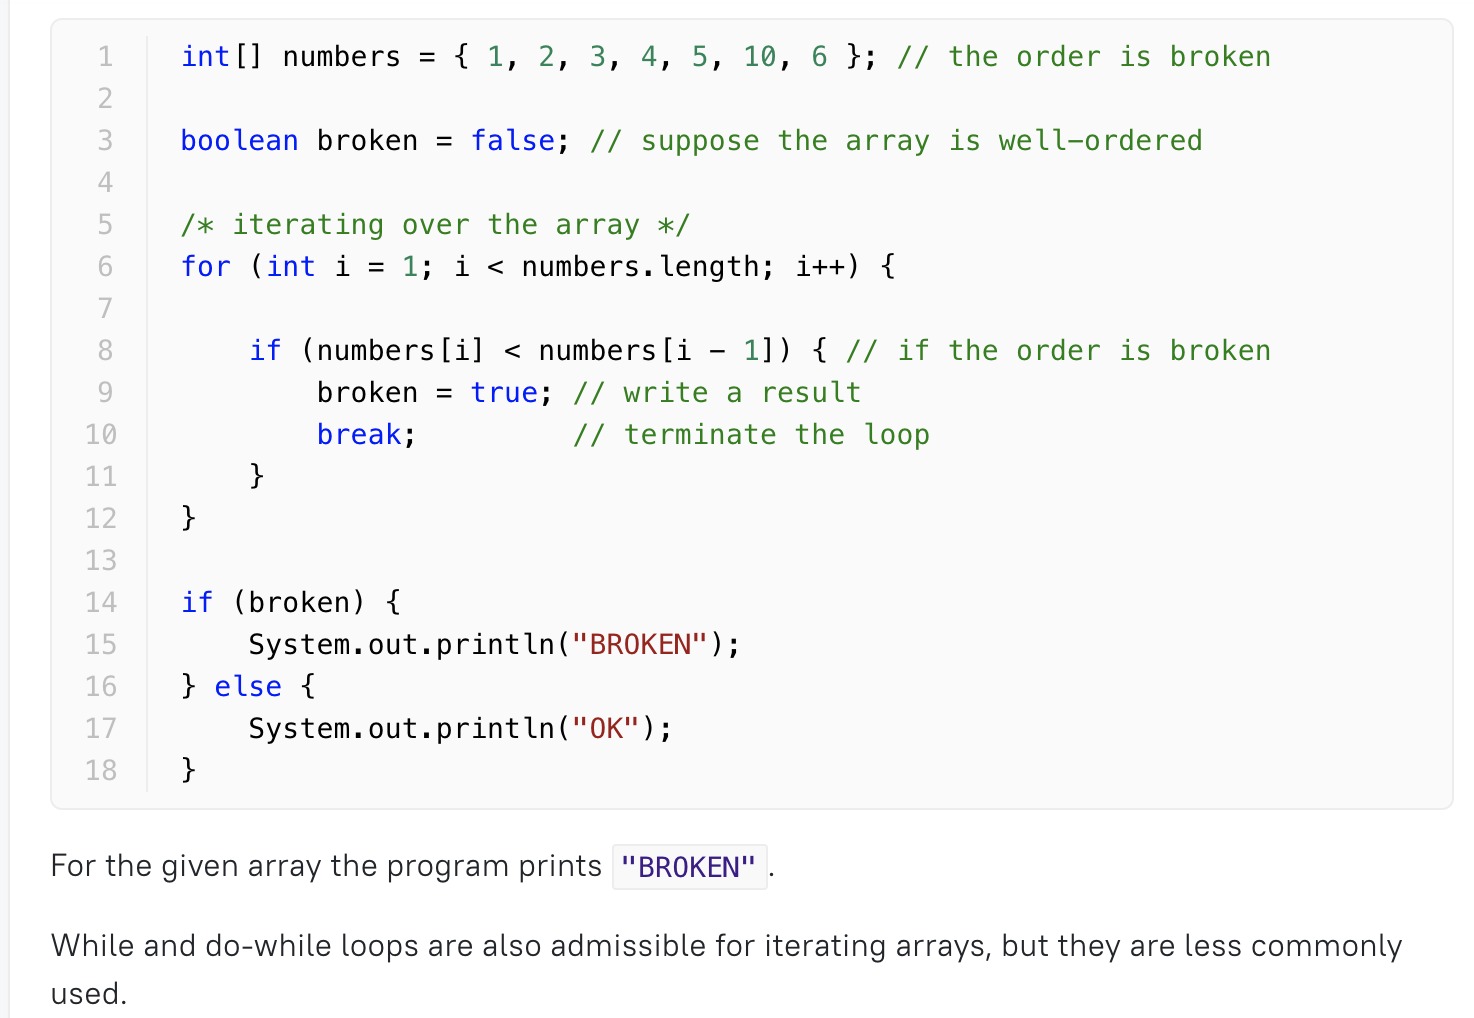 1 int[] numbers = { 1, 2, 3, 4, 5, 10, 6 }; // the order is broken
2
3 boolean broken = false; // suppose the array is well-ordered
4
5 /* iterating over the array */
6 for (int i = 1; i < numbers.length; i++) {
7
8     if (numbers[i] < numbers[i - 1]) { // if the order is broken
9         broken = true; // write a result
10         break;         // terminate the loop
11     }
12 }
13
14 if (broken) {
15     System.out.println("BROKEN");
16 } else {
17     System.out.println("OK");
18 }
For the given array the program prints "BROKEN".
While and do-while loops are also admissible for iterating arrays, but they are less commonly
used.